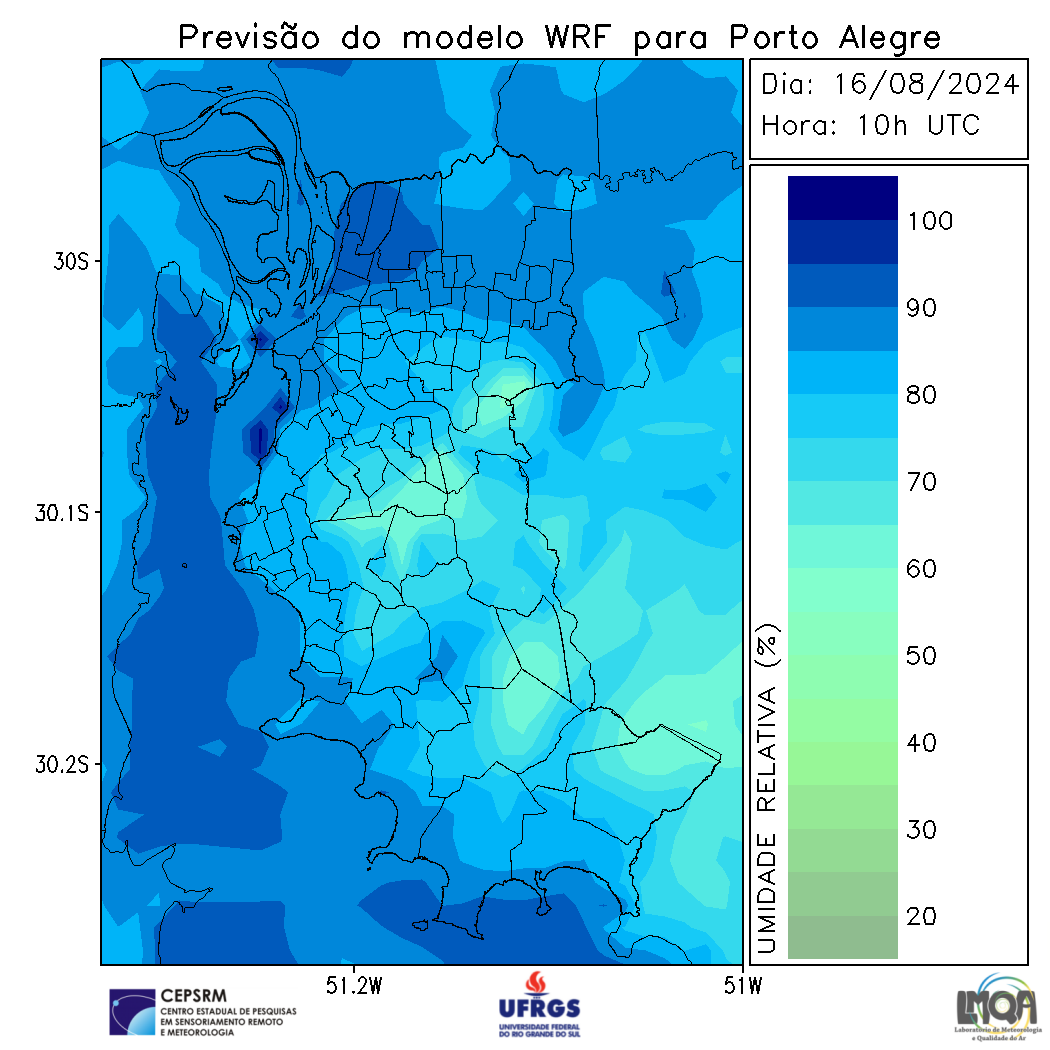 Previsão do modelo WRF para Porto Alegre
Dia: 16/08/2024
Hora: 10h UTC
30S
30.1S
30.2S
51.2W
51W
100
90
80
70
60
50
40
30
20
UMIDADE RELATIVA (%)
CEPSRM
CENTRO ESTADUAL DE PESQUISAS
EM SENSORIAMENTO REMOTO
E METEOROLOGIA
UFRGS
UNIVERSIDADE FEDERAL
DO RIO GRANDE DO SUL
LMQA
Laboratório de Meteorologia
e Qualidade do Ar